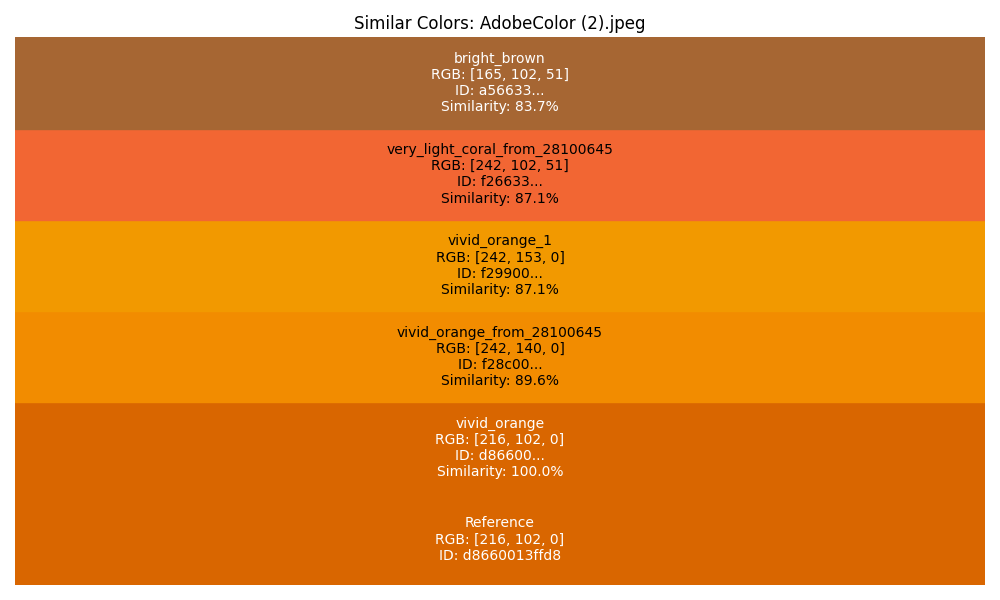 Similar Colors: AdobeColor (2).jpeg
bright_brown
RGB: [165, 102, 51]
ID: a56633...
Similarity: 83.7%
very_light_coral_from_28100645
RGB: [242, 102, 51]
ID: f26633...
Similarity: 87.1%
vivid_orange_1
RGB: [242, 153, 0]
ID: f29900...
Similarity: 87.1%
vivid_orange_from_28100645
RGB: [242, 140, 0]
ID: f28c00...
Similarity: 89.6%
vivid_orange
RGB: [216, 102, 0]
ID: d86600...
Similarity: 100.0%
Reference
RGB: [216, 102, 0]
ID: d8660013ffd8